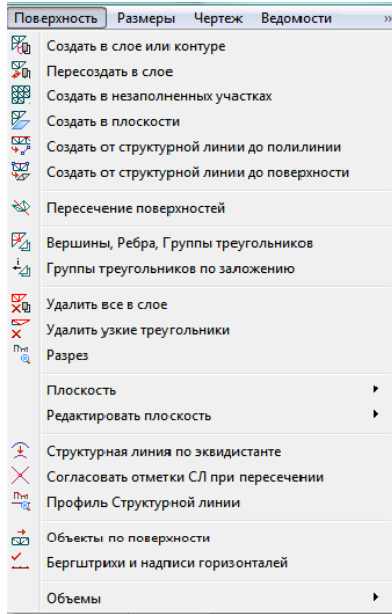 Поверхность Размеры Чертеж Ведомости »
Создать в слое или контуре
Пересоздать в слое
Создать в незаполненных участках
Создать в плоскости
Создать от структурной линии до полилинии
Создать от структурной линии до поверхности
Пересечение поверхностей
Вершины, Ребра, Группы треугольников
Группы треугольников по заложению
Удалить все в слое
Удалить узкие треугольники
Разрез
Плоскость
Редактировать плоскость
Структурная линия по эквидистанте
Согласовать отметки СЛ при пересечении
Профиль Структурной линии
Объекты по поверхности
Бергштрихи и надписи горизонталей
Объемы